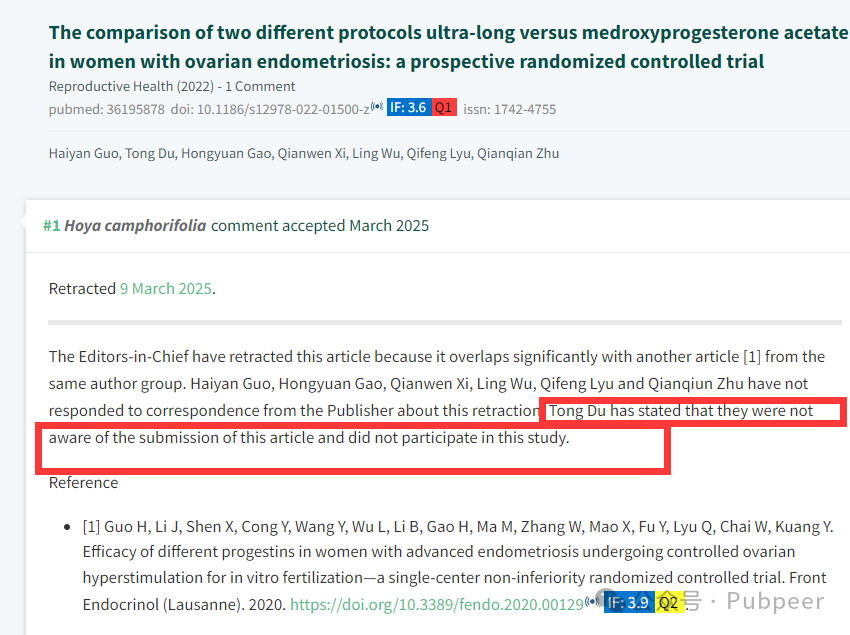 The comparison of two different protocols ultra-long versus medroxyprogesterone acetate
in women with ovarian endometriosis: a prospective randomized controlled trial
Reproductive Health (2022) - 1 Comment
pubmed: 36195878 doi: 10.1186/s12978-022-01500-z IF: 3.6 Q1 issn: 1742-4755
Haiyan Guo, Tong Du, Hongyuan Gao, Qianwen Xi, Ling Wu, Qifeng Lyu, Qianqian Zhu
#1 Hoya camphorifolia comment accepted March 2025
Retracted 9 March 2025.
The Editors-in-Chief have retracted this article because it overlaps significantly with another article [1] from the
same author group. Haiyan Guo, Hongyuan Gao, Qianwen Xi, Ling Wu, Qifeng Lyu and Qianqiun Zhu have not
responded to correspondence from the Publisher about this retraction Tong Du has stated that they were not
aware of the submission of this article and did not participate in this study.
Reference
• [1] Guo H, Li J, Shen X, Cong Y, Wang Y, Wu L, Li B, Gao H, Ma M, Zhang W, Mao X, Fu Y, Lyu Q, Chai W, Kuang Y.
Efficacy of different progestins in women with advanced endometriosis undergoing controlled ovarian
hyperstimulation for in vitro fertilization—a single-center non-inferiority randomized controlled trial. Front
Endocrinol (Lausanne). 2020. https://doi.org/10.3389/fendo.2020.00129 IF: 3.9 Q2 .
号 · Pubpeer